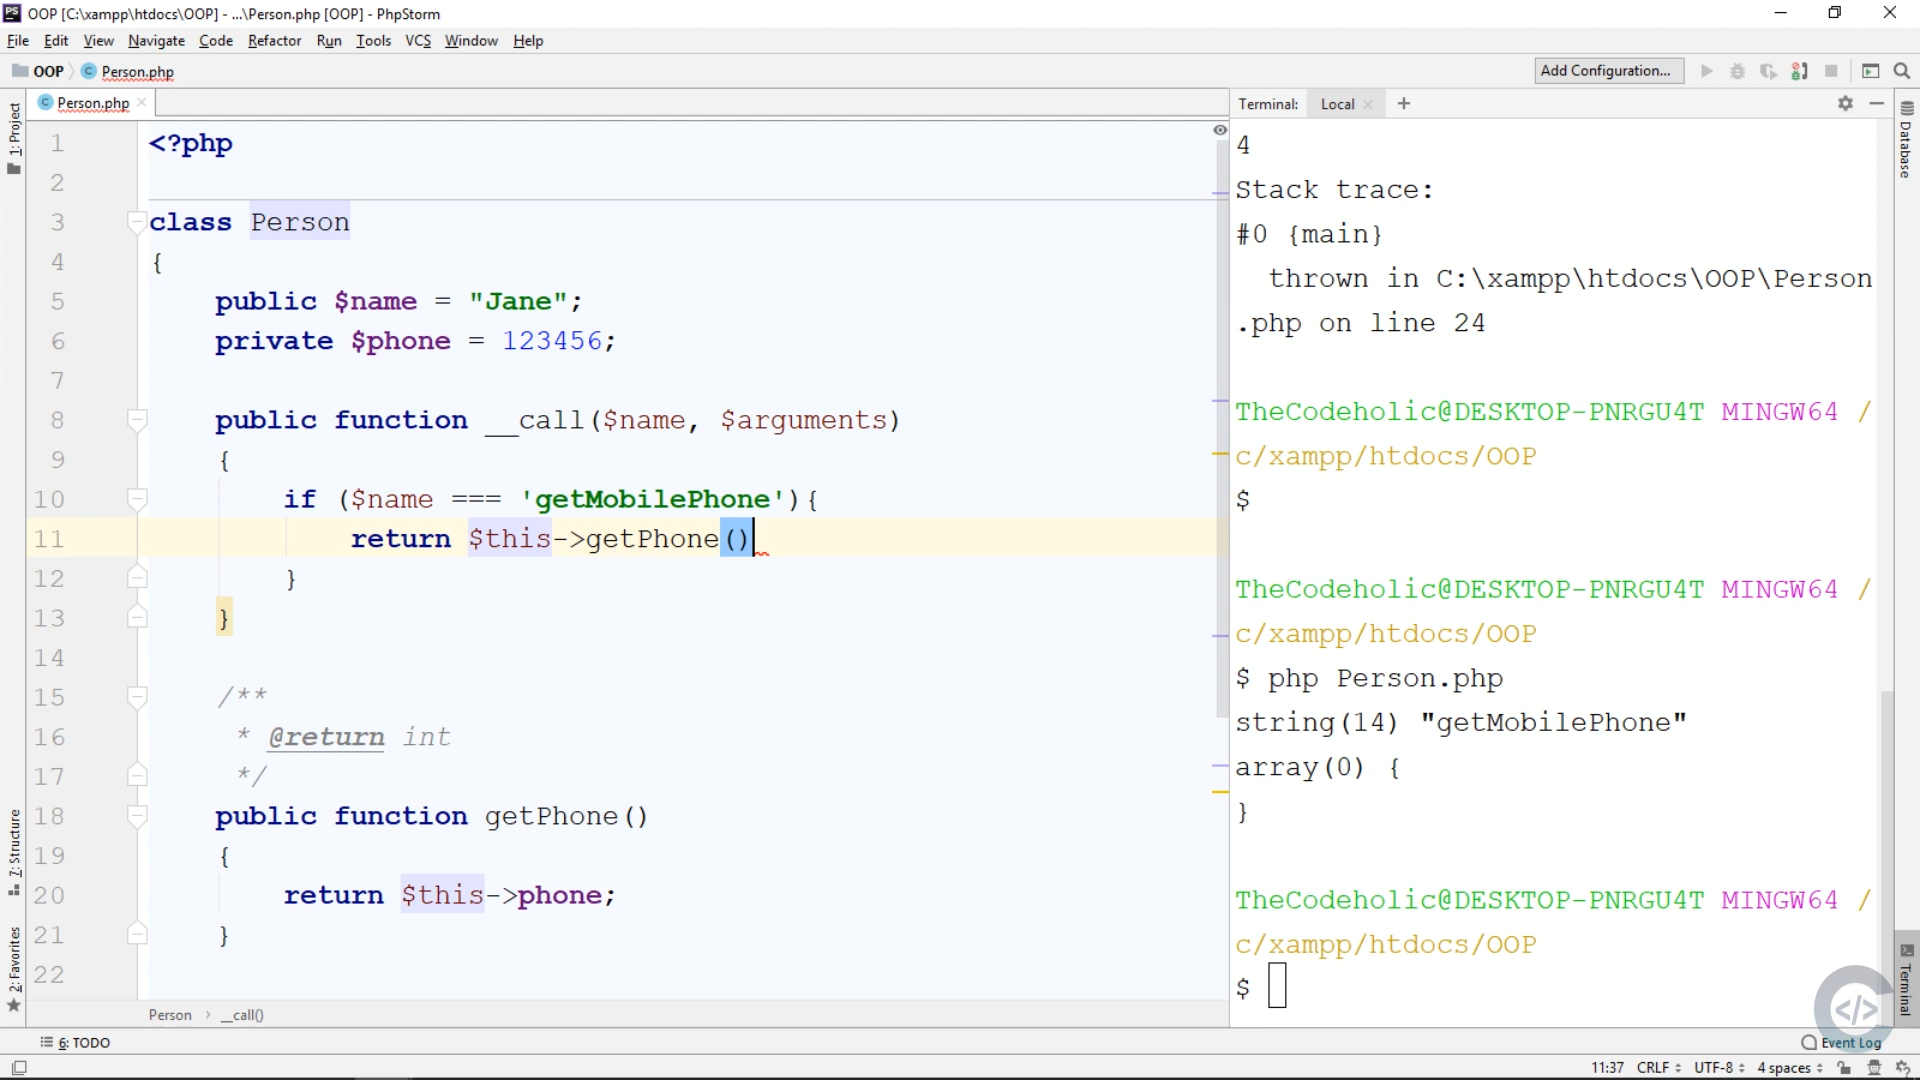 PS OOP [C:\xampp\htdocs\OOP] - ...\Person.php [OOP] - PhpStorm
File Edit View Navigate Code Refactor Run Tools VCS Window Help
OOP C Person.php Add Configuration...
1: Project
7: Structure
2: Favorites
C Person.php
1 <?php
2
3 class Person
4 {
5 public $name = "Jane";
6 private $phone = 123456;
7
8 public function __call($name, $arguments)
9 {
10 if ($name === 'getMobilePhone'){
11 return $this->getPhone()
12 }
13 }
14
15 /**
16 * @return int
17 */
18 public function getPhone()
19 {
20 return $this->phone;
21 }
22
Person › __call()
Terminal: Local +
4
Stack trace:
#0 {main}
thrown in C:\xampp\htdocs\OOP\Person
.php on line 24
TheCodeholic@DESKTOP-PNRGU4T MINGW64 /
c/xampp/htdocs/OOP
$
TheCodeholic@DESKTOP-PNRGU4T MINGW64 /
c/xampp/htdocs/OOP
$ php Person.php
string(14) "getMobilePhone"
array(0) {
}
TheCodeholic@DESKTOP-PNRGU4T MINGW64 /
c/xampp/htdocs/OOP
$
Database
Terminal
</>
6: TODO
Event Log
11:37 CRLF UTF-8 4 spaces